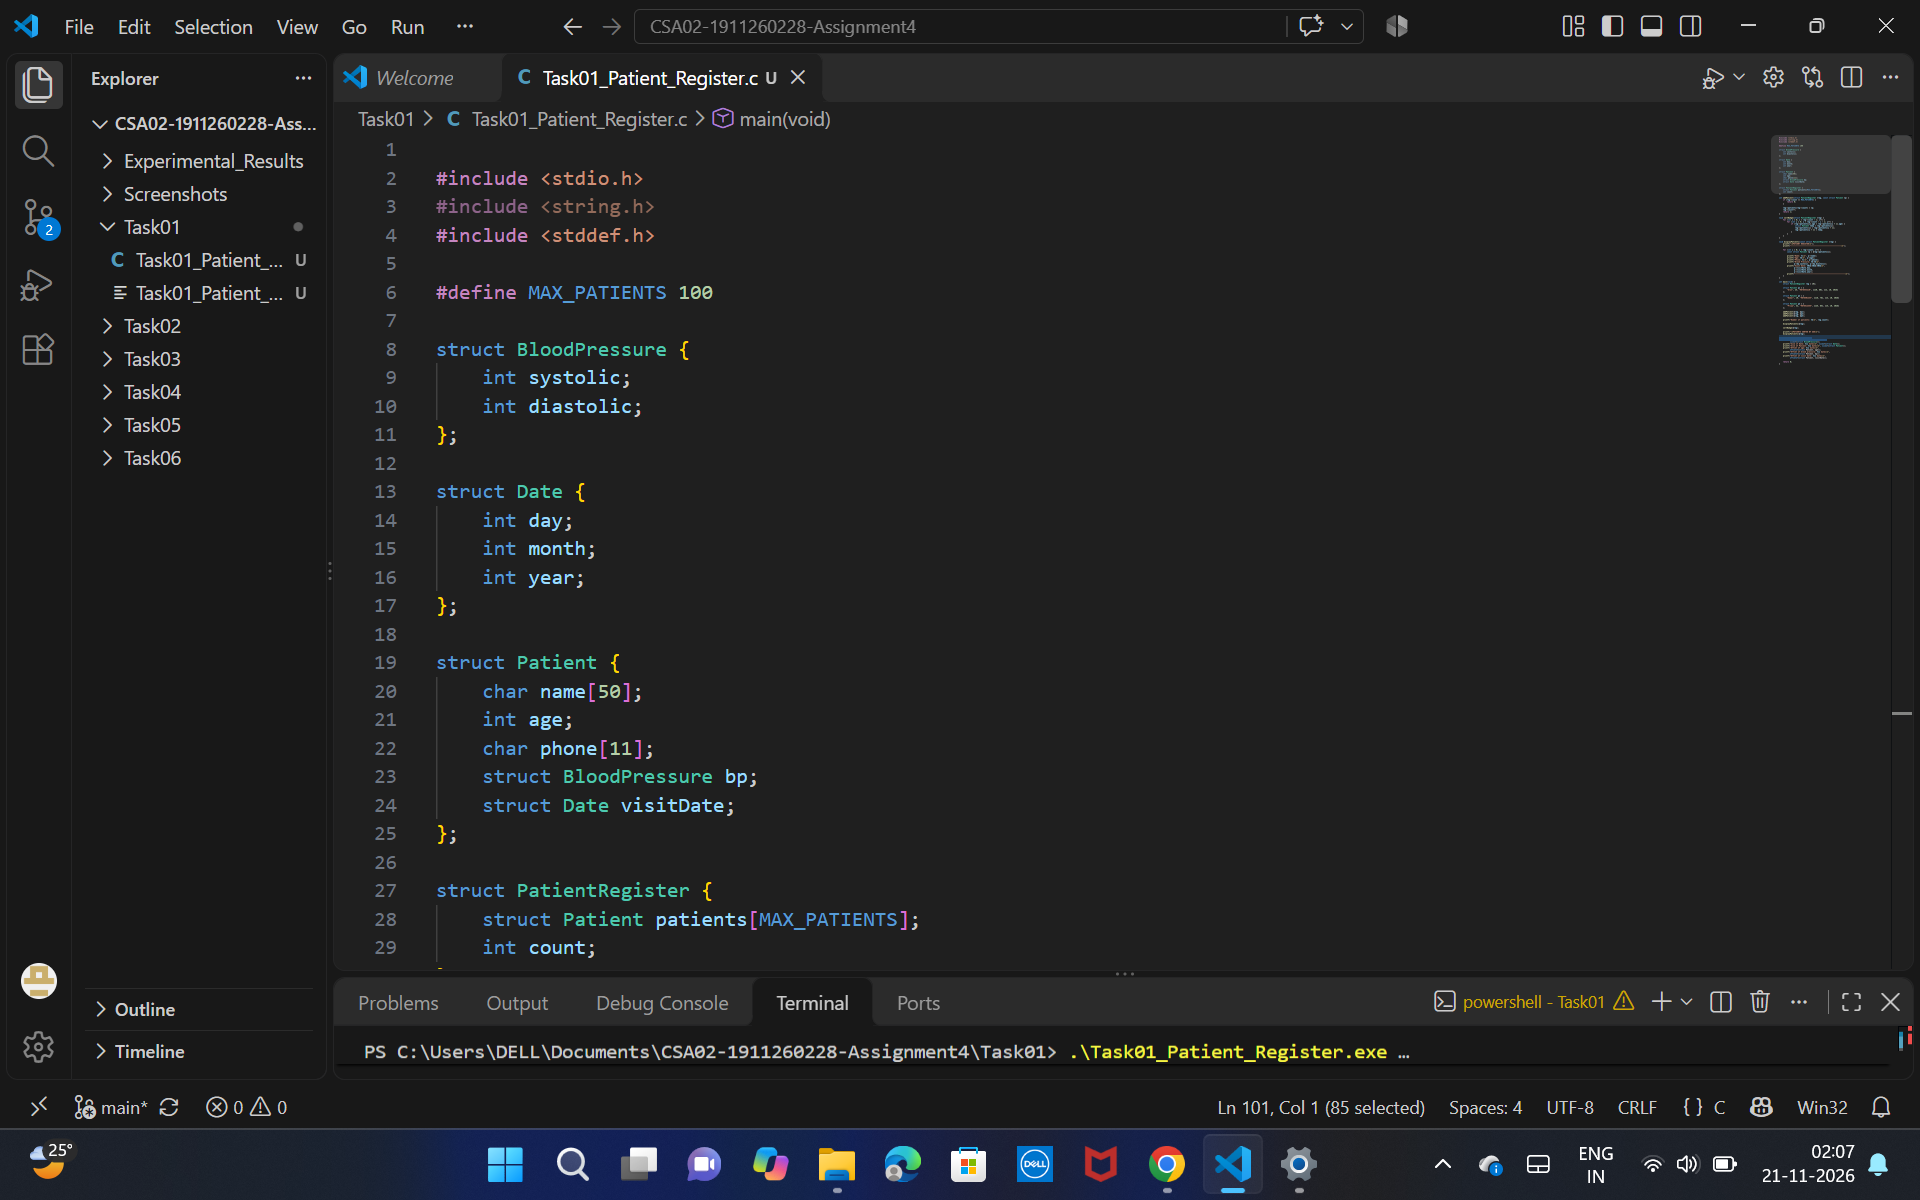 File Edit Selection View Go Run ···
CSA02-1911260228-Assignment4
Explorer ···
CSA02-1911260228-Ass...
Experimental_Results
Screenshots
Task01
C Task01_Patient_... U
Task01_Patient_... U
Task02
Task03
Task04
Task05
Task06
Outline
Timeline
2
Welcome
C Task01_Patient_Register.c U
Task01 > C Task01_Patient_Register.c > main(void)
1
2 #include <stdio.h>
3 #include <string.h>
4 #include <stddef.h>
5
6 #define MAX_PATIENTS 100
7
8 struct BloodPressure {
9 int systolic;
10 int diastolic;
11 };
12
13 struct Date {
14 int day;
15 int month;
16 int year;
17 };
18
19 struct Patient {
20 char name[50];
21 int age;
22 char phone[11];
23 struct BloodPressure bp;
24 struct Date visitDate;
25 };
26
27 struct PatientRegister {
28 struct Patient patients[MAX_PATIENTS];
29 int count;
Problems Output Debug Console Terminal Ports
powershell - Task01
PS C:\Users\DELL\Documents\CSA02-1911260228-Assignment4\Task01> .\Task01_Patient_Register.exe ...
main* 0 0
Ln 101, Col 1 (85 selected) Spaces: 4 UTF-8 CRLF { } C Win32
25°
DELL
ENG
IN
02:07
21-11-2026